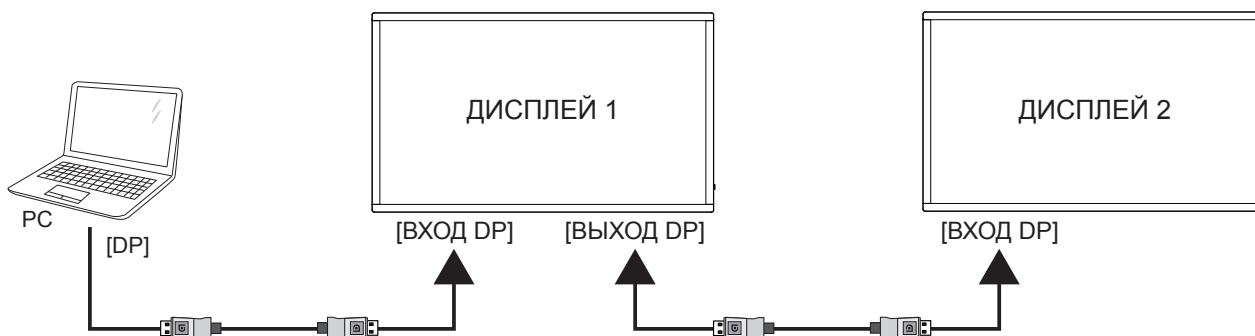 ДИСПЛЕЙ 1
ДИСПЛЕЙ 2
PC
[DP]
[ВХОД DP]
[ВЫХОД DP]
[ВХОД DP]